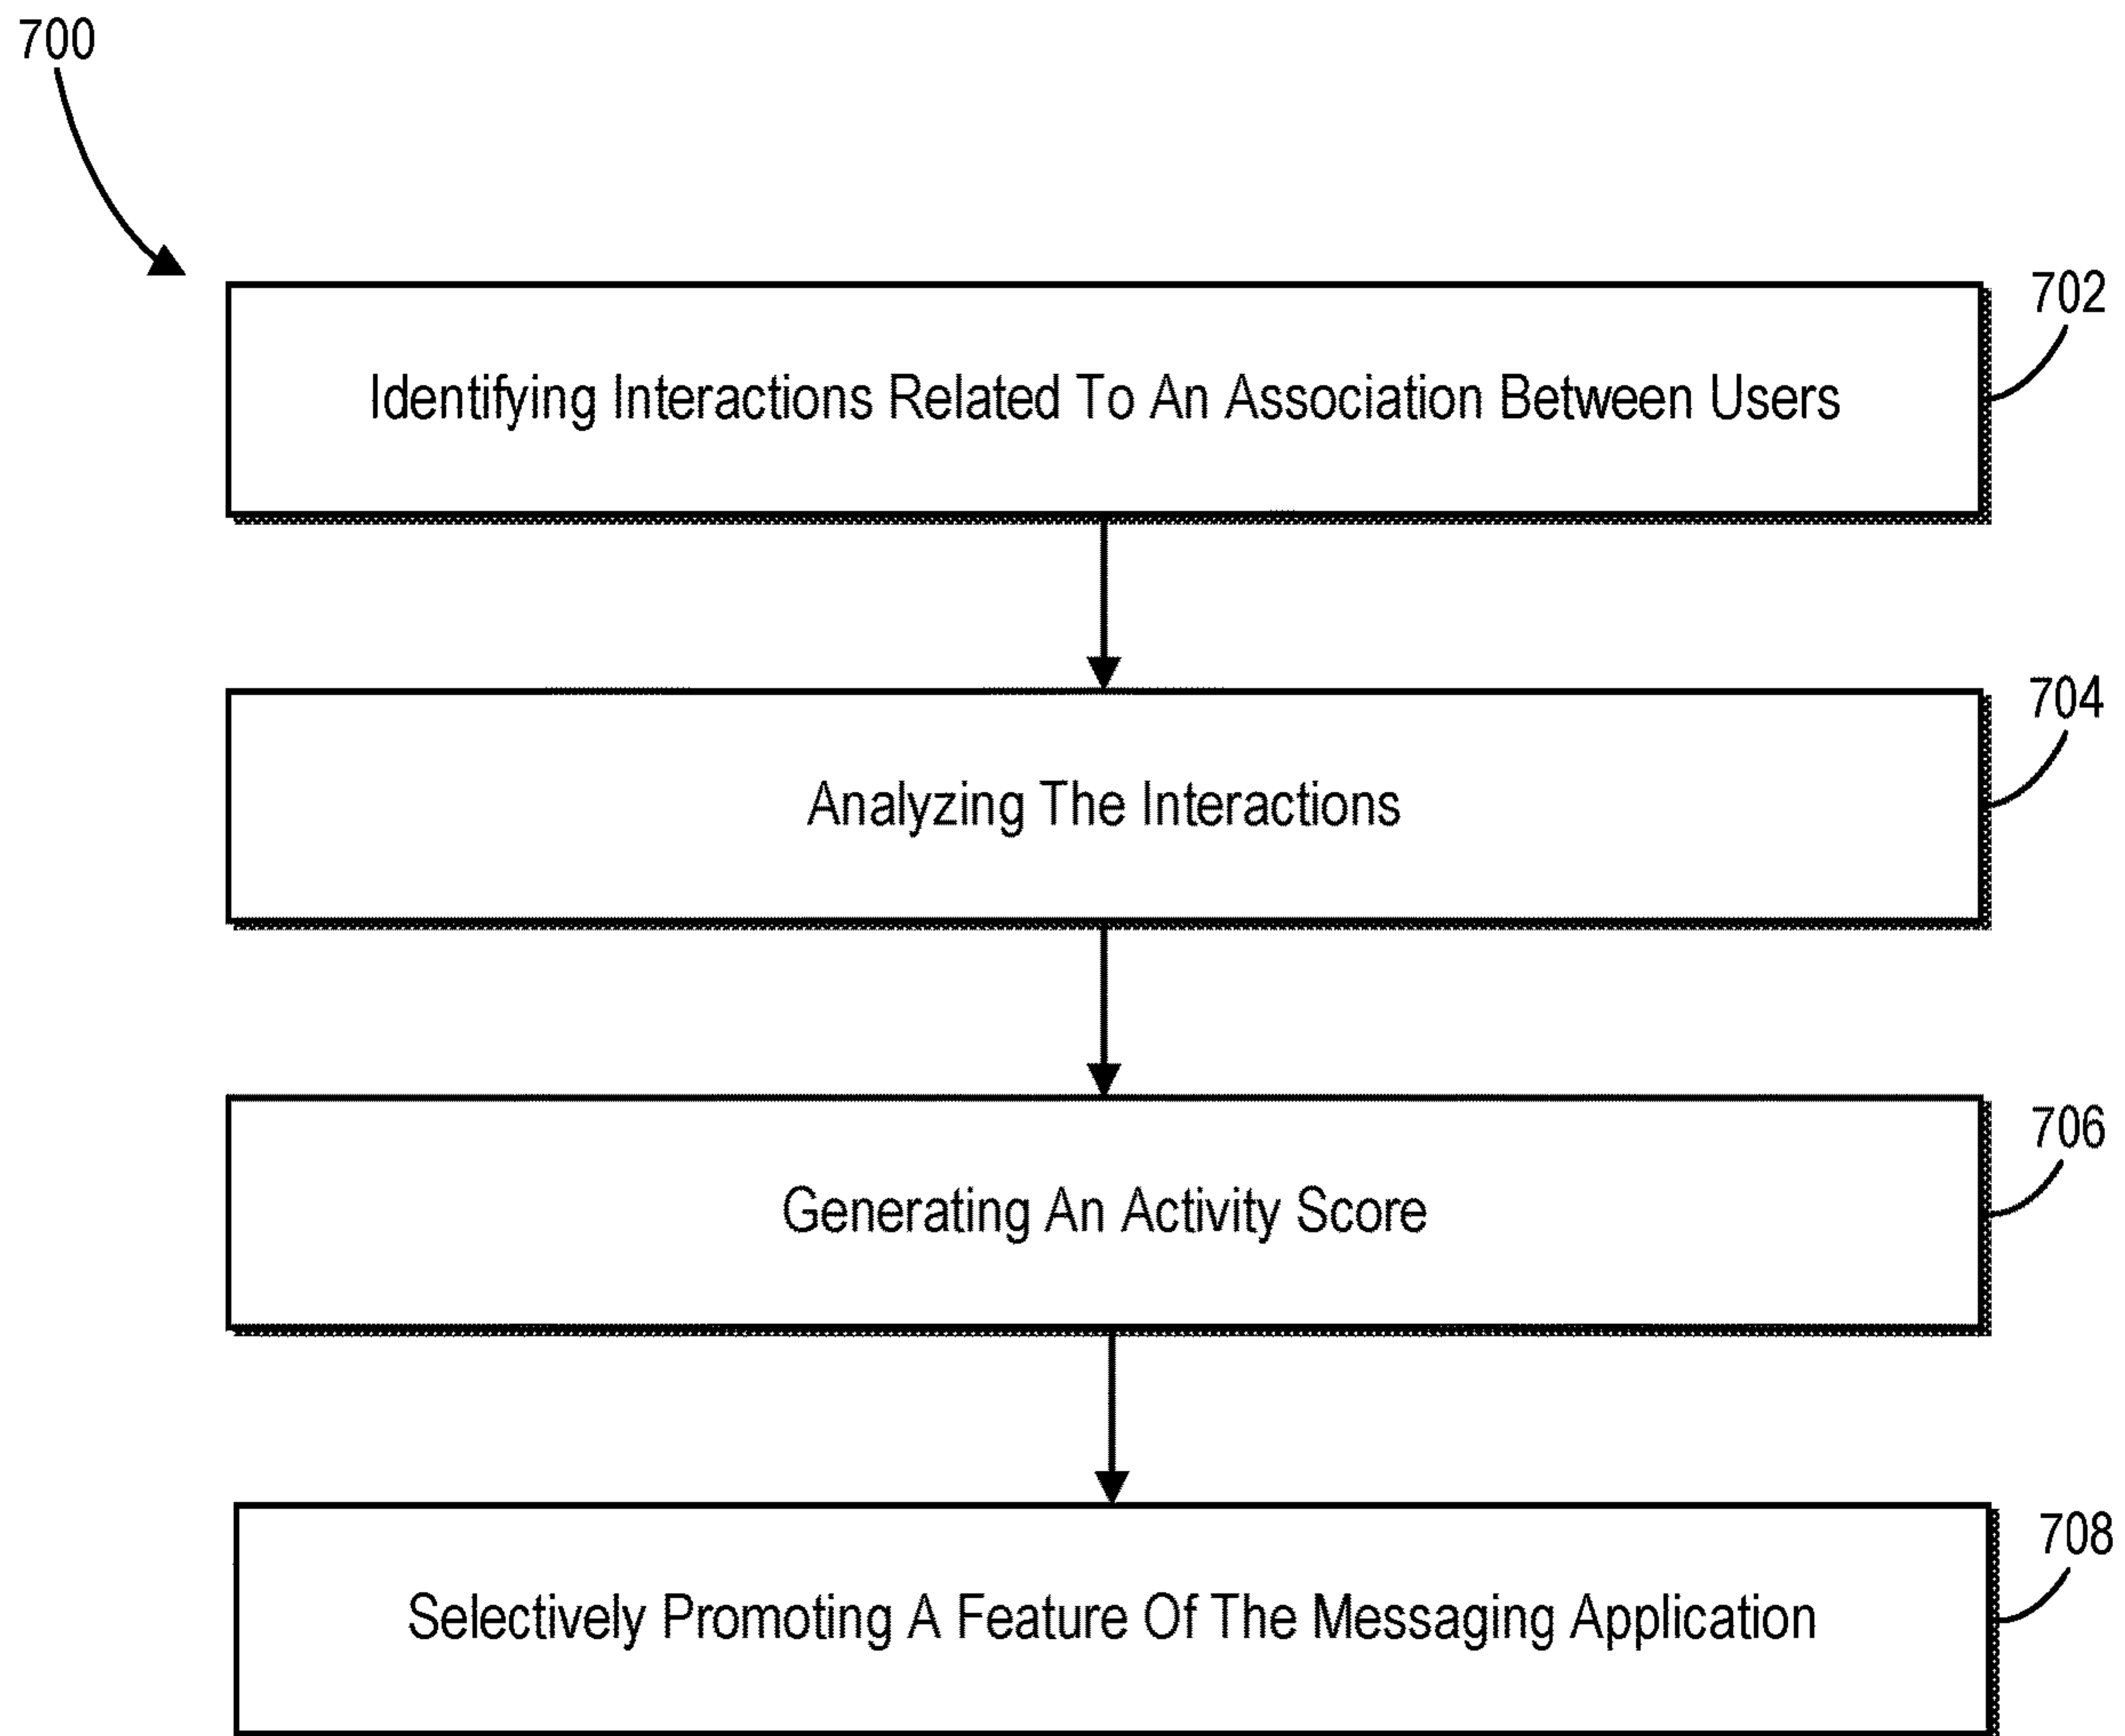 700
702
Identifying Interactions Related To An Association Between Users
704
Analyzing The Interactions
706
Generating An Activity Score
708
Selectively Promoting A Feature Of The Messaging Application